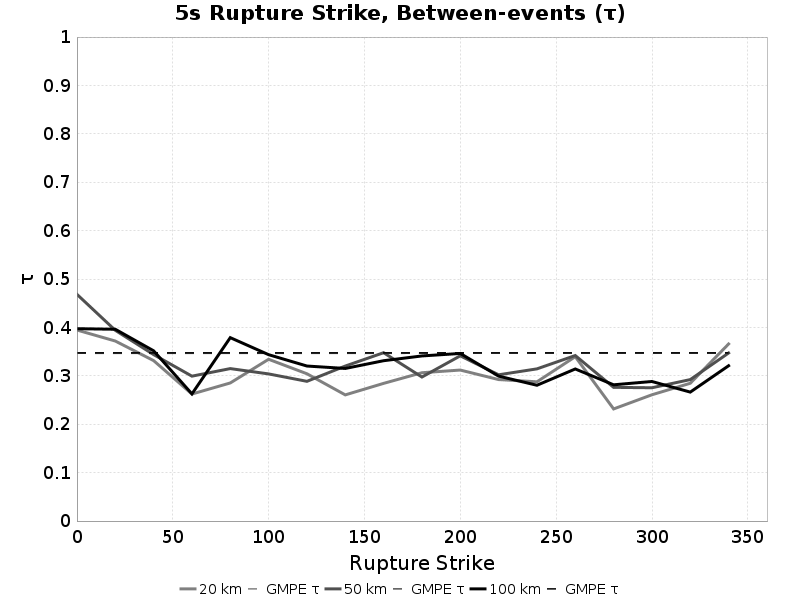 5s Rupture Strike, Between-events (τ)
1
0.9
0.8
0.7
0.6
0.5
0.4
0.3
0.2
0.1
0
τ
0 50 100 150 200 250 300 350
Rupture Strike
20 km GMPE τ 50 km GMPE τ 100 km GMPE τ